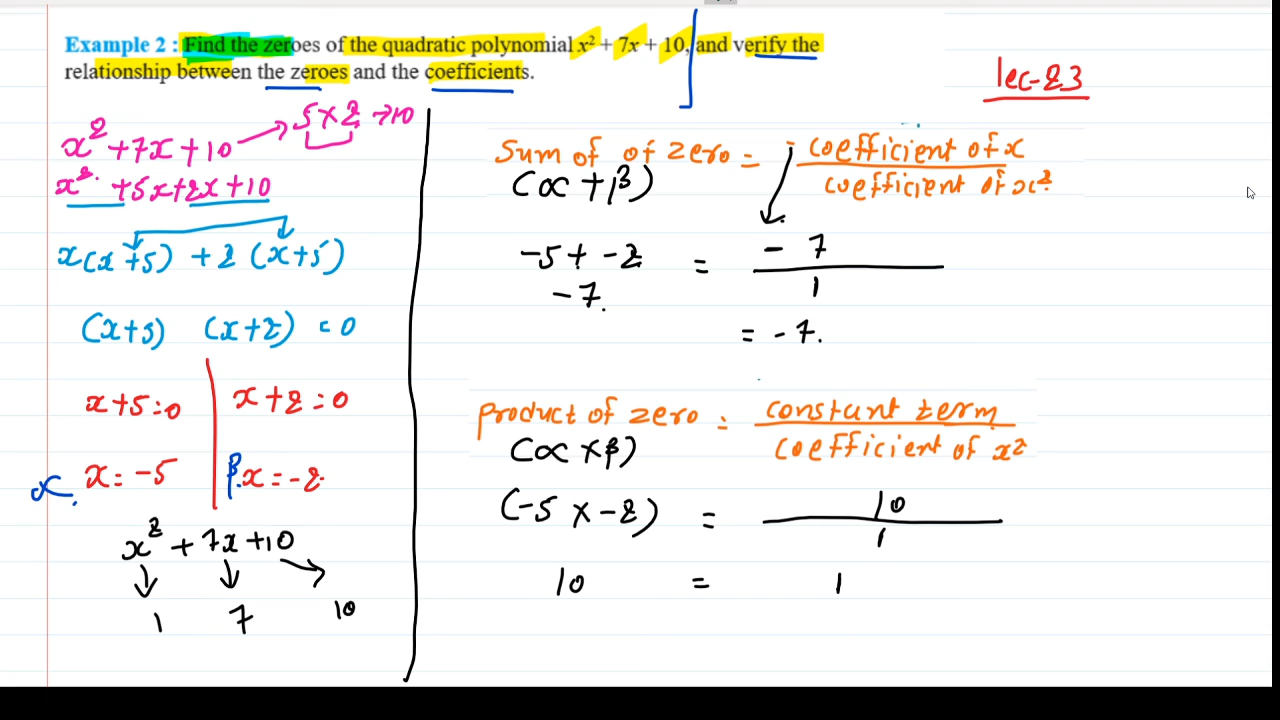 Example 2 : Find the zeroes of the quadratic polynomial x² + 7x + 10, and verify the
relationship between the zeroes and the coefficients.
lec-23
x² + 7x + 10 → 5 × 2 → 10
x² + 5x + 2x + 10
x(x+5) + 2 (x+5)
(x+5) (x+2) = 0
x+5=0 | x+2=0
α. x = -5 | β. x = -2
x² + 7x + 10
↓ ↓ →
1 7 10
Sum of of zero = - coefficient of x / coefficient of x²
(α + β)
-5 + -2 = - 7 / 1
-7. = -7.
product of zero = constant term / coefficient of x²
(α × β)
(-5 × -2) = 10 / 1
10 = 1